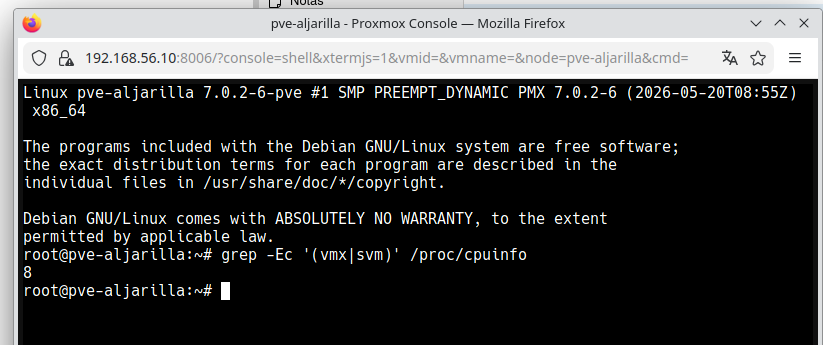 Notas
pve-aljarilla - Proxmox Console — Mozilla Firefox
192.168.56.10:8006/?console=shell&xtermjs=1&vmid=&vmname=&node=pve-aljarilla&cmd=
Linux pve-aljarilla 7.0.2-6-pve #1 SMP PREEMPT_DYNAMIC PMX 7.0.2-6 (2026-05-20T08:55Z)
 x86_64
The programs included with the Debian GNU/Linux system are free software;
the exact distribution terms for each program are described in the
individual files in /usr/share/doc/*/copyright.
Debian GNU/Linux comes with ABSOLUTELY NO WARRANTY, to the extent
permitted by applicable law.
root@pve-aljarilla:~# grep -Ec '(vmx|svm)' /proc/cpuinfo
8
root@pve-aljarilla:~#